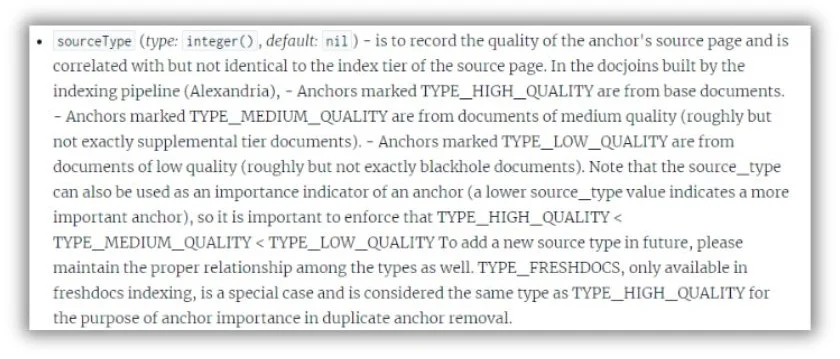 • sourceType (type: integer(), default: nil) - is to record the quality of the anchor's source page and is
correlated with but not identical to the index tier of the source page. In the docjoins built by the
indexing pipeline (Alexandria), - Anchors marked TYPE_HIGH_QUALITY are from base documents.
- Anchors marked TYPE_MEDIUM_QUALITY are from documents of medium quality (roughly but
not exactly supplemental tier documents). - Anchors marked TYPE_LOW_QUALITY are from
documents of low quality (roughly but not exactly blackhole documents). Note that the source_type
can also be used as an importance indicator of an anchor (a lower source_type value indicates a more
important anchor), so it is important to enforce that TYPE_HIGH_QUALITY <
TYPE_MEDIUM_QUALITY < TYPE_LOW_QUALITY To add a new source type in future, please
maintain the proper relationship among the types as well. TYPE_FRESHDOCS, only available in
freshdocs indexing, is a special case and is considered the same type as TYPE_HIGH_QUALITY for
the purpose of anchor importance in duplicate anchor removal.